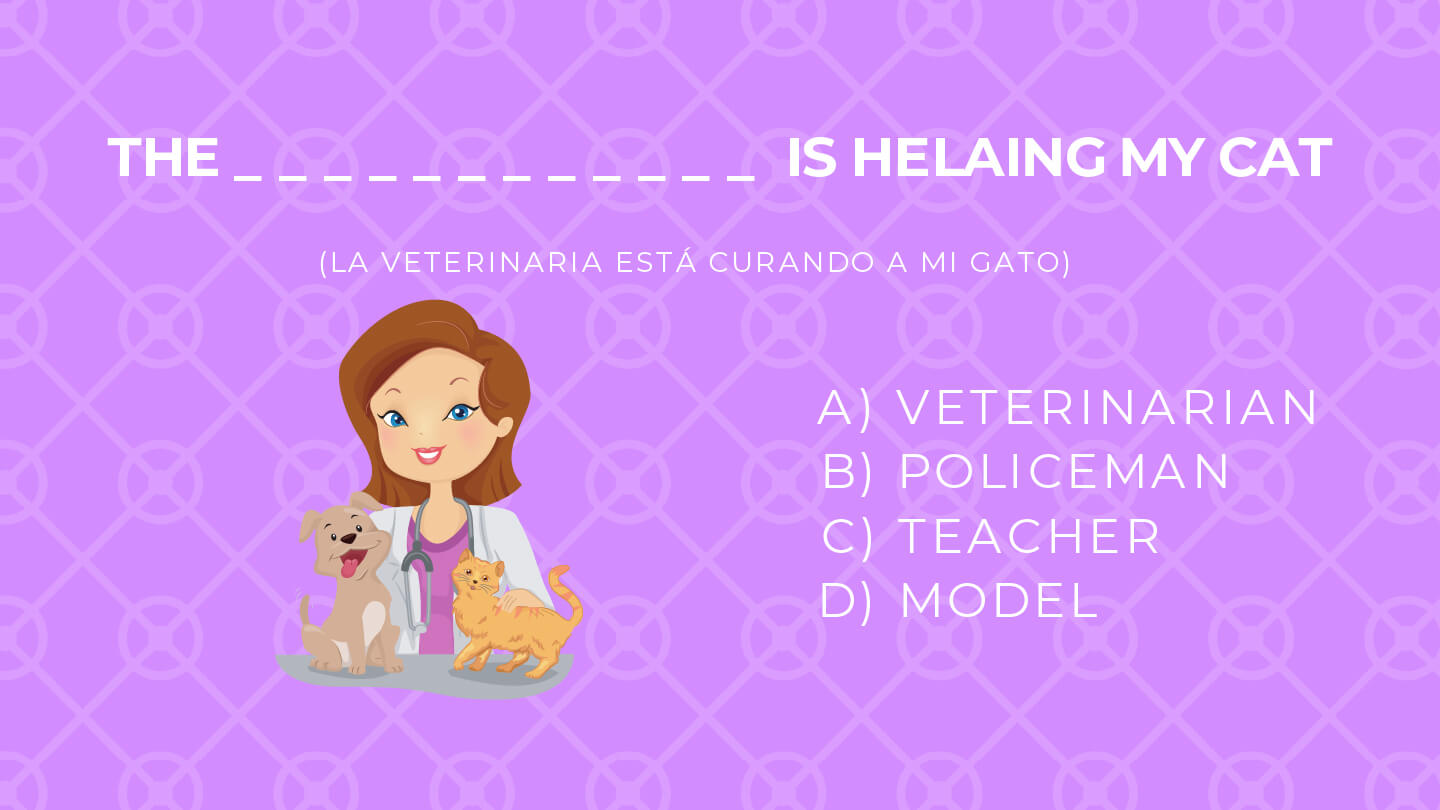 THE _ _ _ _ _ _ _ _ _ _ _ _ IS HELAING MY CAT
(LA VETERINARIA ESTÁ CURANDO A MI GATO)
A) VETERINARIAN
B) POLICEMAN
C) TEACHER
D) MODEL